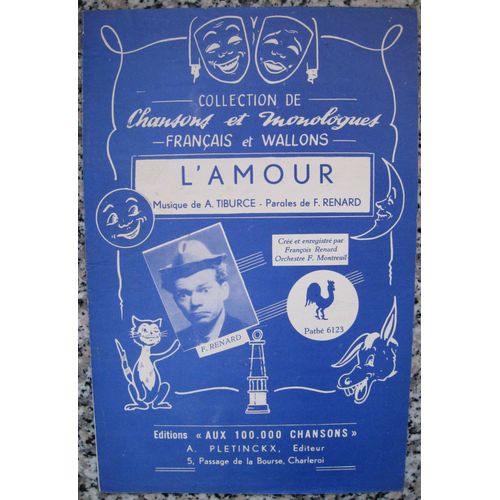 COLLECTION DE
Chansons et monologues
FRANÇAIS et WALLONS
L'AMOUR
Musique de A. TIBURCE - Paroles de F. RENARD
Créé et enregistré par
François Renard
Orchestre F. Montreuil
Pathé 6123
F. RENARD
Editions « AUX 100.000 CHANSONS »
A. PLETINCKX, Editeur
5, Passage de la Bourse, Charleroi